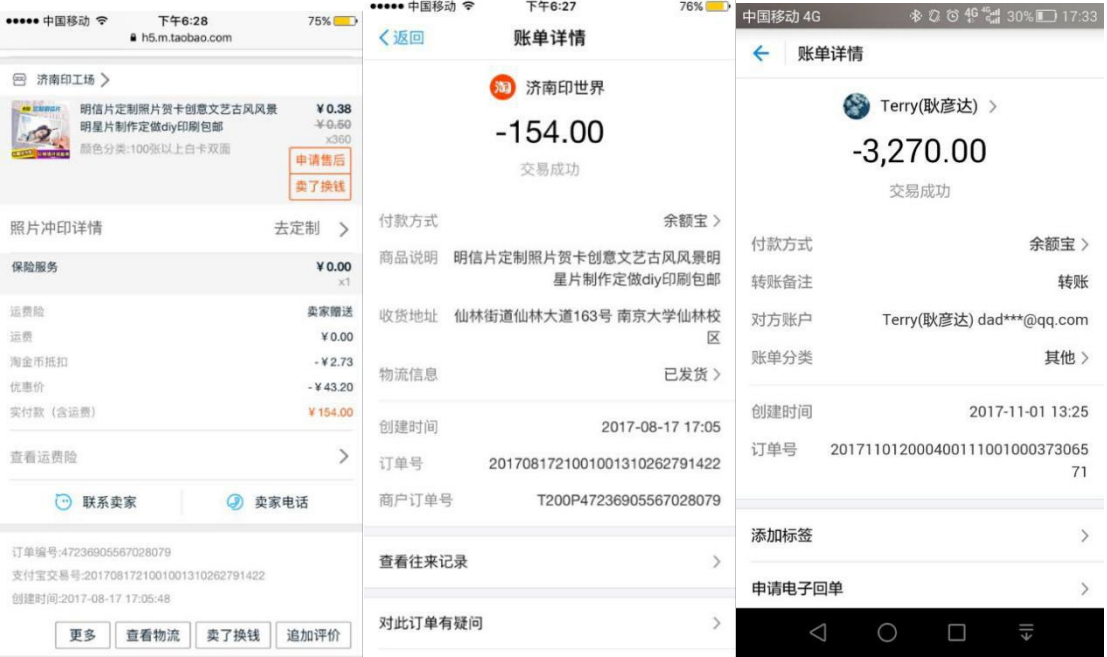 中国移动 下午6:28 75%
h5.m.taobao.com
济南印工场
明信片定制照片贺卡创意文艺古风风景 ¥0.38
明星片制作定做diy印刷包邮 ¥0.50
x360
颜色分类:100张以上白卡双面
申请售后
卖了换钱
照片冲印详情 去定制
保险服务 ¥0.00
x1
运费险 卖家赠送
运费 ¥0.00
淘金币抵扣 -¥2.73
优惠价 -¥43.20
实付款（含运费） ¥154.00
查看运费险
联系卖家 卖家电话
订单编号:47236905567028079
支付宝交易号:2017081721001001310262791422
创建时间:2017-08-17 17:05:48
更多 查看物流 卖了换钱 追加评价
中国移动 下午6:27 76%
返回 账单详情
淘 济南印世界
-154.00
交易成功
付款方式 余额宝
商品说明 明信片定制照片贺卡创意文艺古风风景明
星片制作定做diy印刷包邮
收货地址 仙林街道仙林大道163号 南京大学仙林校
区
物流信息 已发货
创建时间 2017-08-17 17:05
订单号 2017081721001001310262791422
商户订单号 T200P47236905567028079
查看往来记录
对此订单有疑问
中国移动 4G 4G 4G 30% 17:33
账单详情
Terry(耿彦达)
-3,270.00
交易成功
付款方式 余额宝
转账备注 转账
对方账户 Terry(耿彦达) dad***@qq.com
账单分类 其他
创建时间 2017-11-01 13:25
订单号 201711012000400111001000373065
71
添加标签
申请电子回单